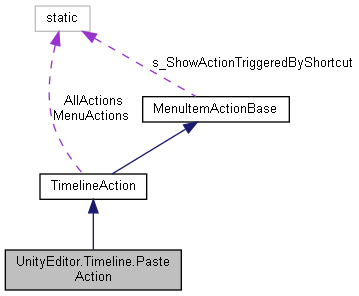 static
s_ShowActionTriggeredByShortcut
AllActions
MenuActions
MenuItemActionBase
TimelineAction
UnityEditor.Timeline.Paste
Action